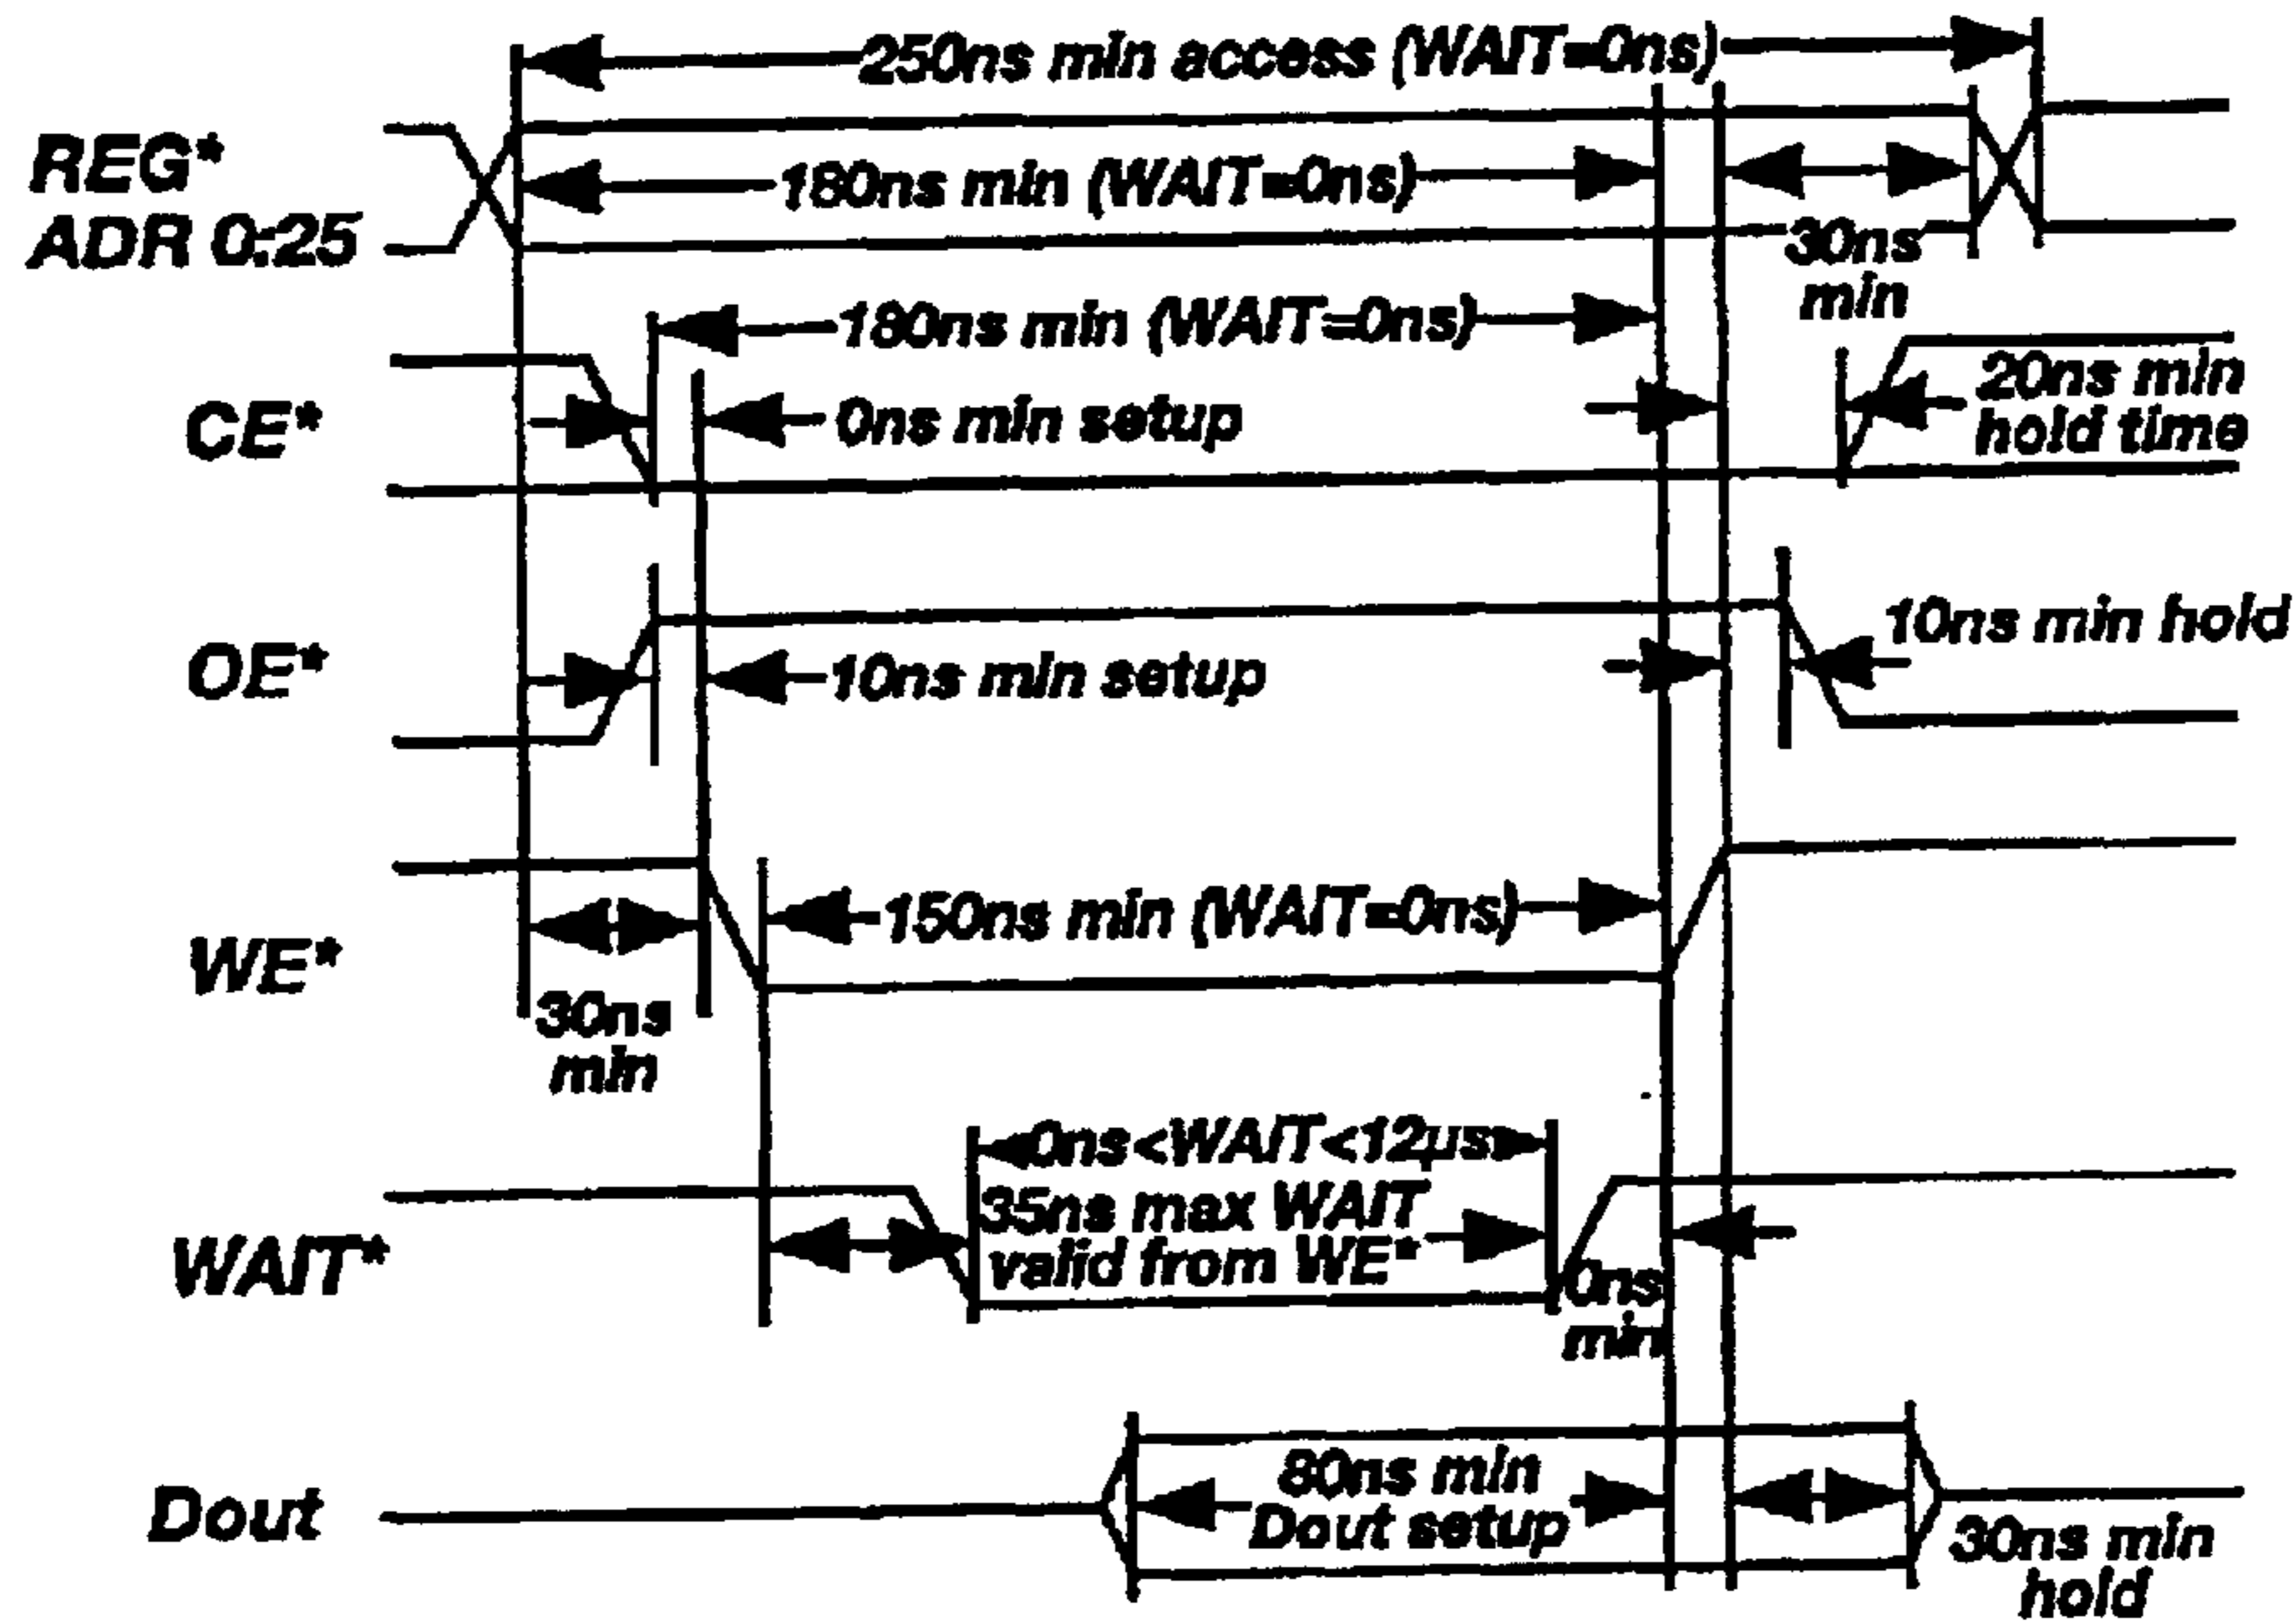 250ns min access (WAIT=0ns)
REG*
180ns min (WAIT=0ns)
ADR 0:25
30ns
min
180ns min (WAIT=0ns)
CE*
0ns min setup
20ns min
hold time
OE*
10ns min setup
10ns min hold
WE*
150ns min (WAIT=0ns)
30ns
min
0ns<WAIT<12µs
WAIT*
35ns max WAIT
valid from WE*
0ns
min
Dout
80ns min
Dout setup
30ns min
hold